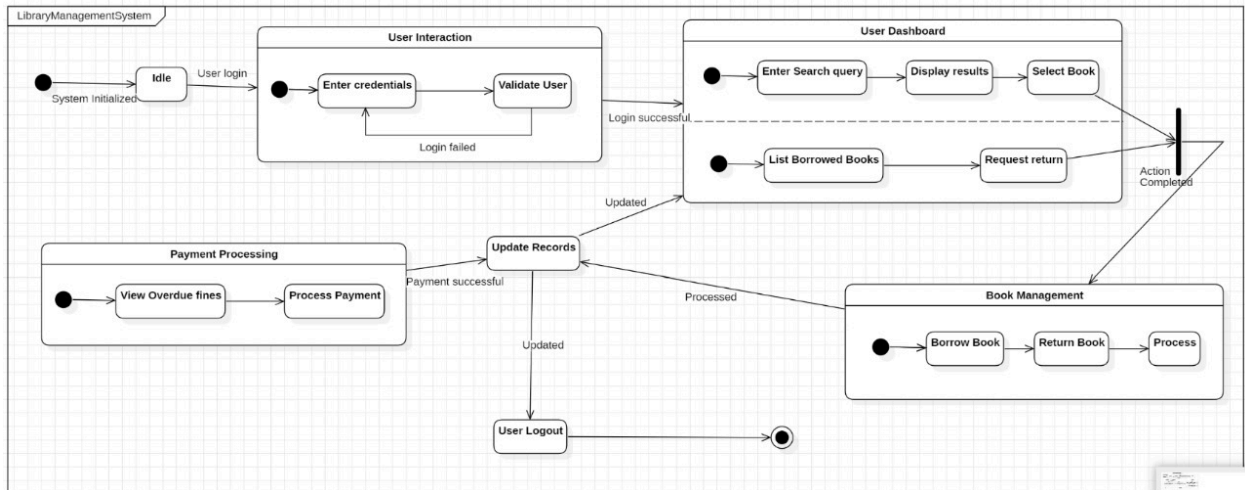 LibraryManagementSystem
User Interaction
User Dashboard
Idle
User login
System Initialized
Enter credentials
Validate User
Login failed
Login successful
Enter Search query
Display results
Select Book
List Borrowed Books
Request return
Action
Completed
Updated
Update Records
Payment Processing
Payment successful
View Overdue fines
Process Payment
Processed
Book Management
Borrow Book
Return Book
Process
Updated
User Logout